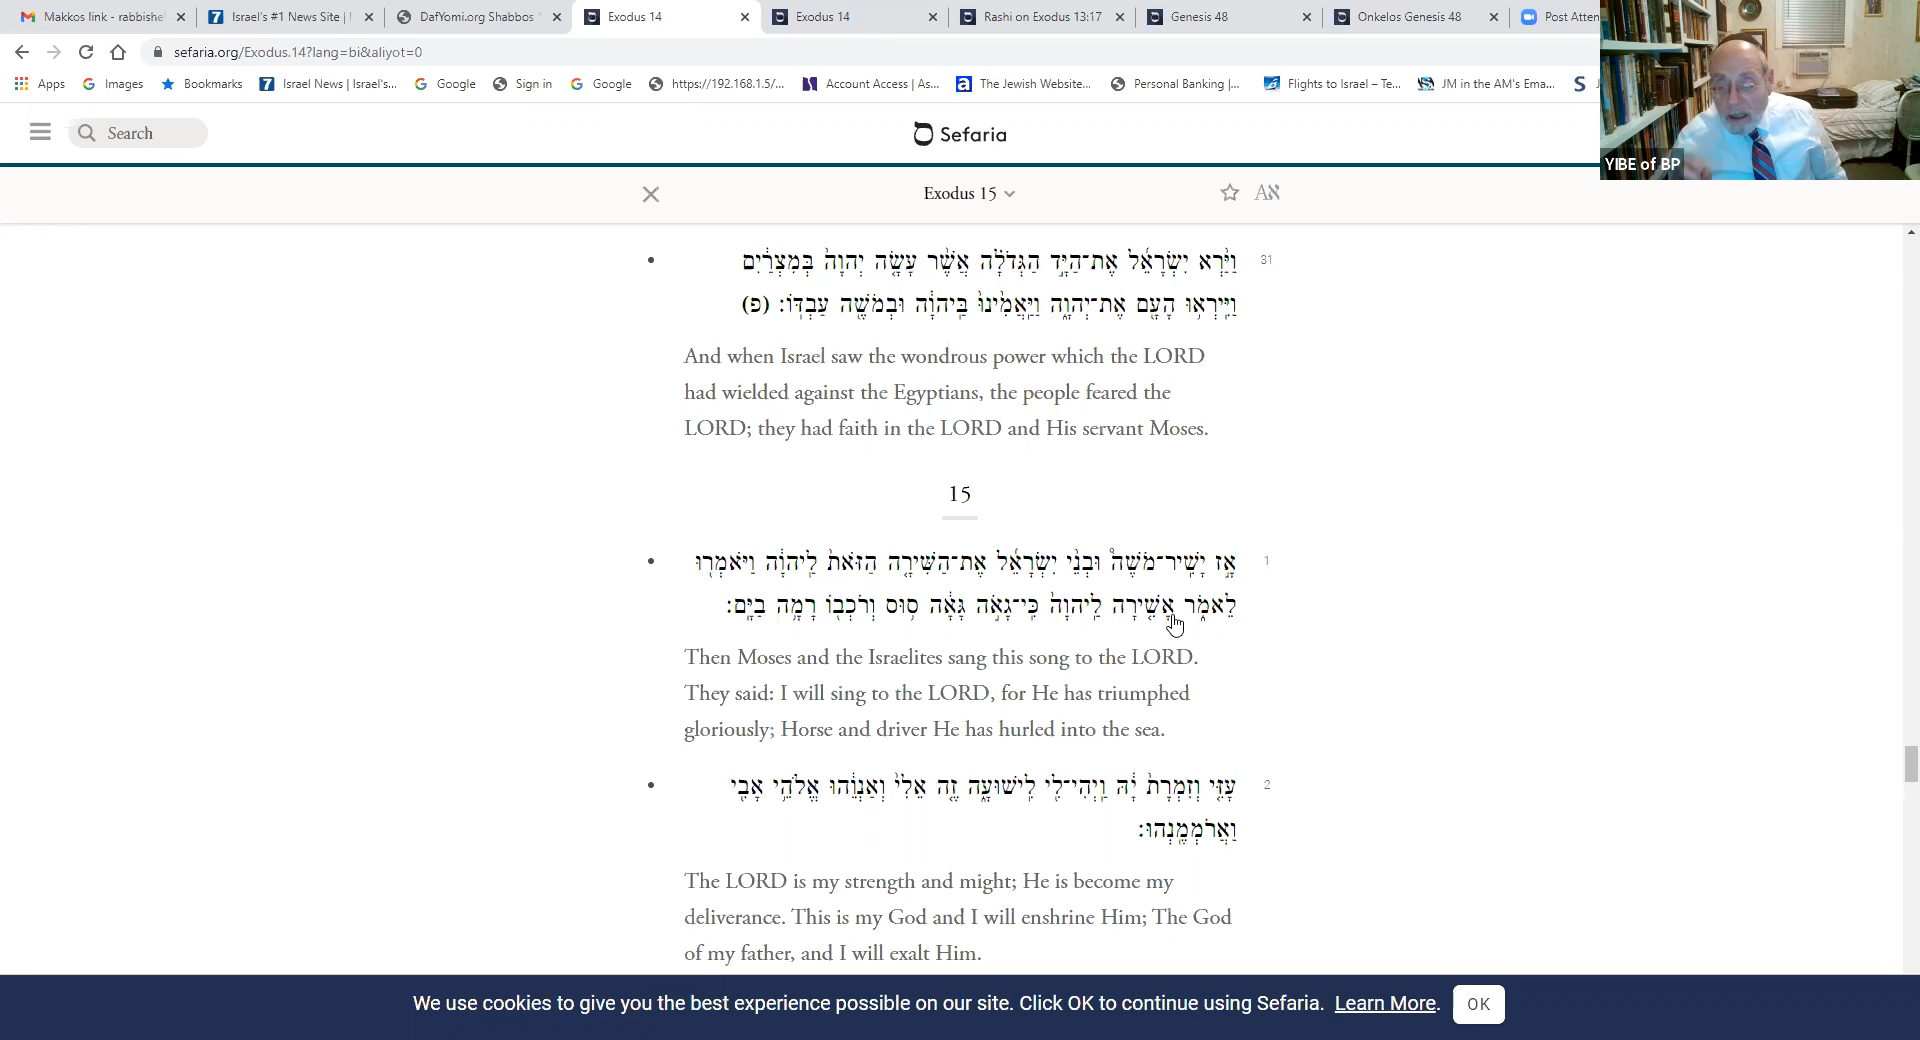 Makkos link - rabbishe
Israel's #1 News Site |
DafYomi.org Shabbos
Exodus 14
Exodus 14
Rashi on Exodus 13:17
Genesis 48
Onkelos Genesis 48
Post Atten
sefaria.org/Exodus.14?lang=bi&aliyot=0
Apps Images Bookmarks Israel News | Israel's... Google Sign in Google https://192.168.1.5/... Account Access | As... The Jewish Website... Personal Banking |... Flights to Israel – Te... JM in the AM's Ema...
YIBE of BP
Search
Sefaria
Exodus 15
Aא
31
וַיַּ֨רְא יִשְׂרָאֵ֜ל אֶת־הַיָּ֣ד הַגְּדֹלָ֗ה אֲשֶׁ֨ר עָשָׂ֤ה יְהוָה֙ בְּמִצְרַ֔יִם
וַיִּֽירְא֥וּ הָעָ֖ם אֶת־יְהוָ֑ה וַיַּֽאֲמִ֙ינוּ֙ בַּֽיהוָ֔ה וּבְמֹשֶׁ֖ה עַבְדּֽוֹ׃ (פ)
And when Israel saw the wondrous power which the LORD
had wielded against the Egyptians, the people feared the
LORD; they had faith in the LORD and His servant Moses.
15
1
אָ֣ז יָשִֽׁיר־מֹשֶׁה֩ וּבְנֵ֨י יִשְׂרָאֵ֜ל אֶת־הַשִּׁירָ֤ה הַזֹּאת֙ לַֽיהוָ֔ה וַיֹּאמְר֖וּ
לֵאמֹ֑ר אָשִׁ֤ירָה לַֽיהוָה֙ כִּֽי־גָאֹ֣ה גָּאָ֔ה ס֥וּס וְרֹכְב֖וֹ רָמָ֥ה בַיָּֽם׃
Then Moses and the Israelites sang this song to the LORD.
They said: I will sing to the LORD, for He has triumphed
gloriously; Horse and driver He has hurled into the sea.
2
עָזִּ֤י וְזִמְרָת֙ יָ֔הּ וַֽיְהִי־לִ֖י לִֽישׁוּעָ֑ה זֶ֤ה אֵלִי֙ וְאַנְוֵ֔הוּ אֱלֹהֵ֥י אָבִ֖י
וַאֲרֹמְמֶֽנְהוּ׃
The LORD is my strength and might; He is become my
deliverance. This is my God and I will enshrine Him; The God
of my father, and I will exalt Him.
We use cookies to give you the best experience possible on our site. Click OK to continue using Sefaria. Learn More. OK